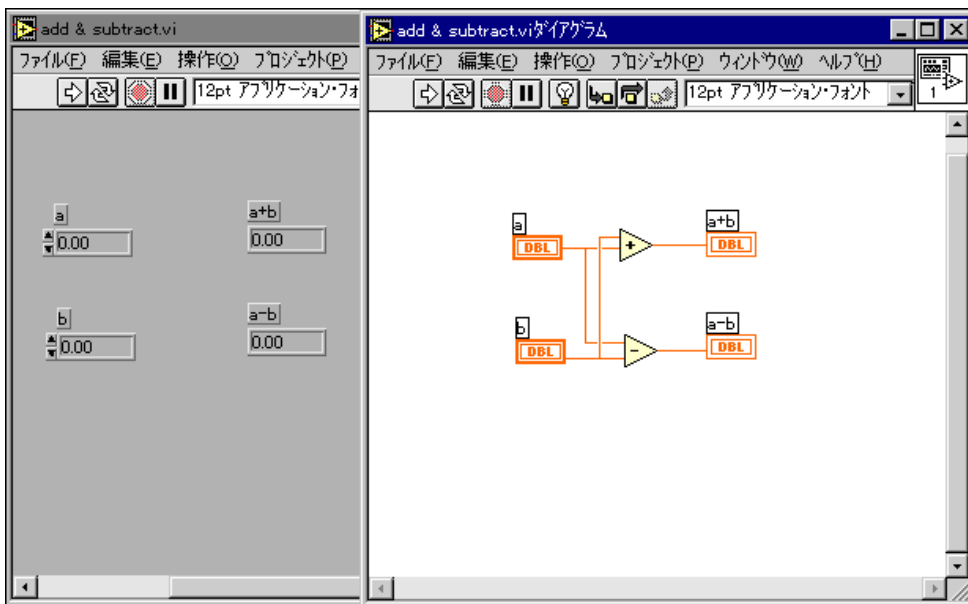 add & subtract.vi
ファイル(F) 編集(E) 操作(O) プロジェクト(P)
12pt アプリケーション・フォ
a
0.00
a+b
0.00
b
0.00
a-b
0.00
add & subtract.viダイアグラム
ファイル(F) 編集(E) 操作(O) プロジェクト(P) ウィンドウ(W) ヘルプ(H)
12pt アプリケーション・フォント
1
a
DBL
+
a+b
DBL
b
DBL
-
a-b
DBL